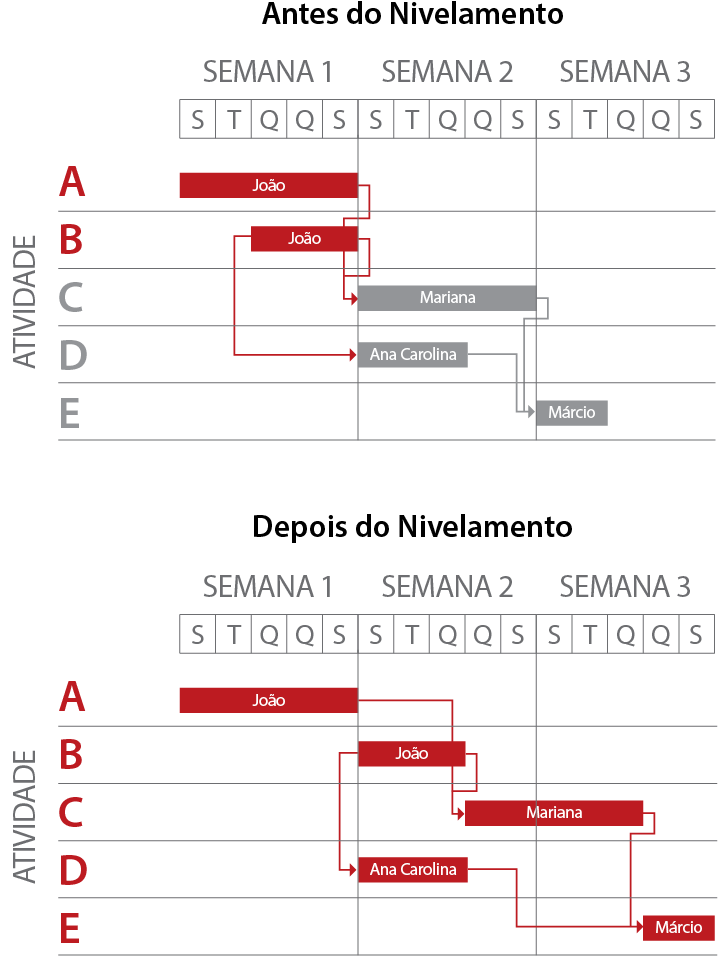 Antes do Nivelamento
SEMANA 1 SEMANA 2 SEMANA 3
S T Q Q S S T Q Q S S T Q Q S
ATIVIDADE
A João
B João
C Mariana
D Ana Carolina
E Márcio
Depois do Nivelamento
SEMANA 1 SEMANA 2 SEMANA 3
S T Q Q S S T Q Q S S T Q Q S
ATIVIDADE
A João
B João
C Mariana
D Ana Carolina
E Márcio